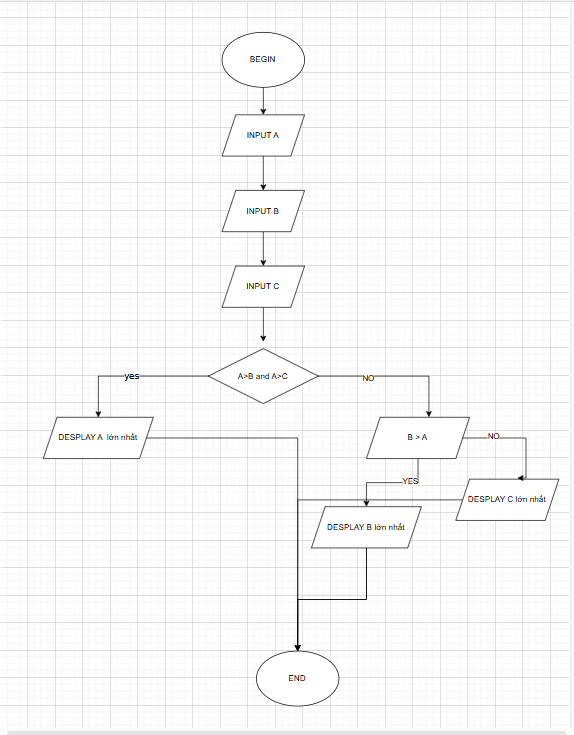 BEGIN
INPUT A
INPUT B
INPUT C
A>B and A>C
yes
NO
DESPLAY A lớn nhất
B > A
NO
YES
DESPLAY C lớn nhất
DESPLAY B lớn nhất
END